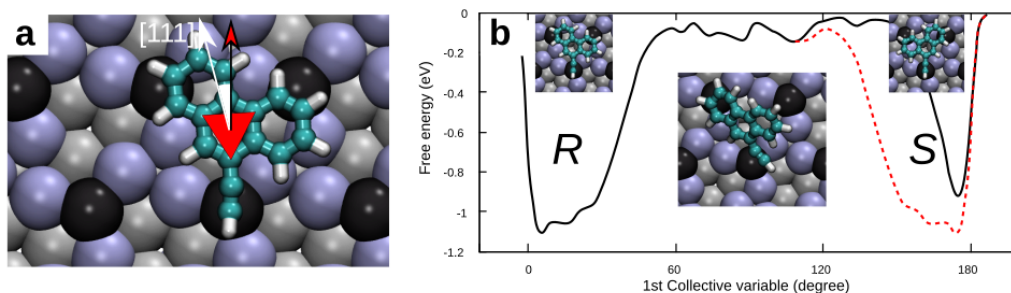 a
[111]
b
0
-0.2
-0.4
-0.6
-0.8
-1
-1.2
Free energy (eV)
R
S
0
60
120
180
1st Collective variable (degree)